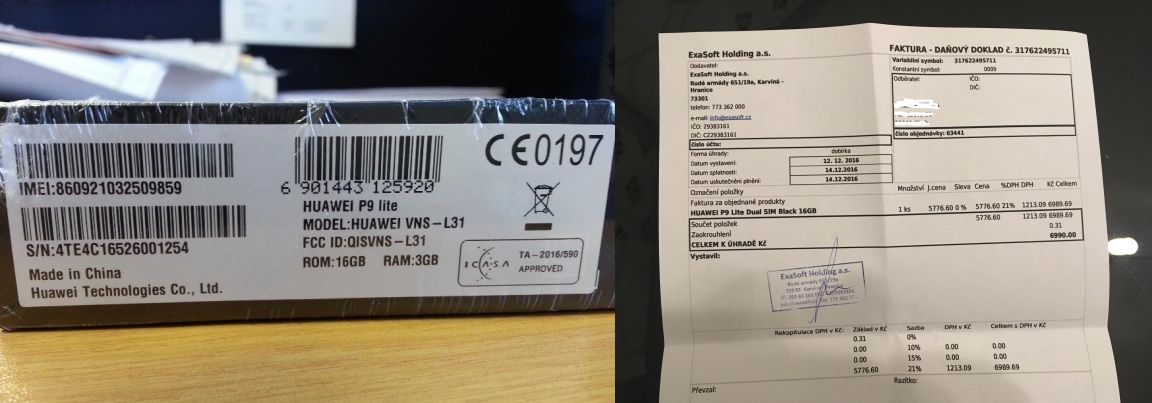 IMEI:860921032509859
S/N:4TE4C16526001254
Made in China
Huawei Technologies Co., Ltd.
6 901443 125920
HUAWEI P9 lite
MODEL:HUAWEI VNS-L31
FCC ID:QISVNS-L31
ROM:16GB RAM:3GB
CE0197
ICASA
TA-2016/590
APPROVED
ExaSoft Holding a.s.
FAKTURA - DAŇOVÝ DOKLAD č. 317622495711
Dodavatel:
ExaSoft Holding a.s.
Rudé armády 651/19a, Karviná -
Hranice
73301
telefon: 773 362 000
e-mail: info@exasoft.cz
IČO: 29383161
DIČ: CZ29383161
číslo účtu:
Variabilní symbol: 317622495711
Konstantní symbol: 0009
Odběratel: IČO:
DIČ:
číslo objednávky: 63441
Forma úhrady: dobírka
Datum vystavení: 12. 12. 2016
Datum splatnosti: 14.12.2016
Datum uskutečnění plnění: 14.12.2016
Označení položky Množství J.cena Sleva Cena %DPH DPH Kč Celkem
Faktura za objednané produkty
HUAWEI P9 Lite Dual SIM Black 16GB 1 ks 5776.60 0 % 5776.60 21% 1213.09 6989.69
Součet položek 5776.60 1213.09 6989.69
Zaokrouhlení 0.31
CELKEM K ÚHRADĚ Kč 6990.00
Vystavil:
ExaSoft Holding a.s.
Rudé armády 651/19a
733 01 Karviná - Hranice
Rekapitulace DPH v Kč: Základ v Kč Sazba DPH v Kč Celkem s DPH v Kč
0.31 0%
0.00 10% 0.00 0.00
0.00 15% 0.00 0.00
5776.60 21% 1213.09 6989.69
Převzal: Razítko: